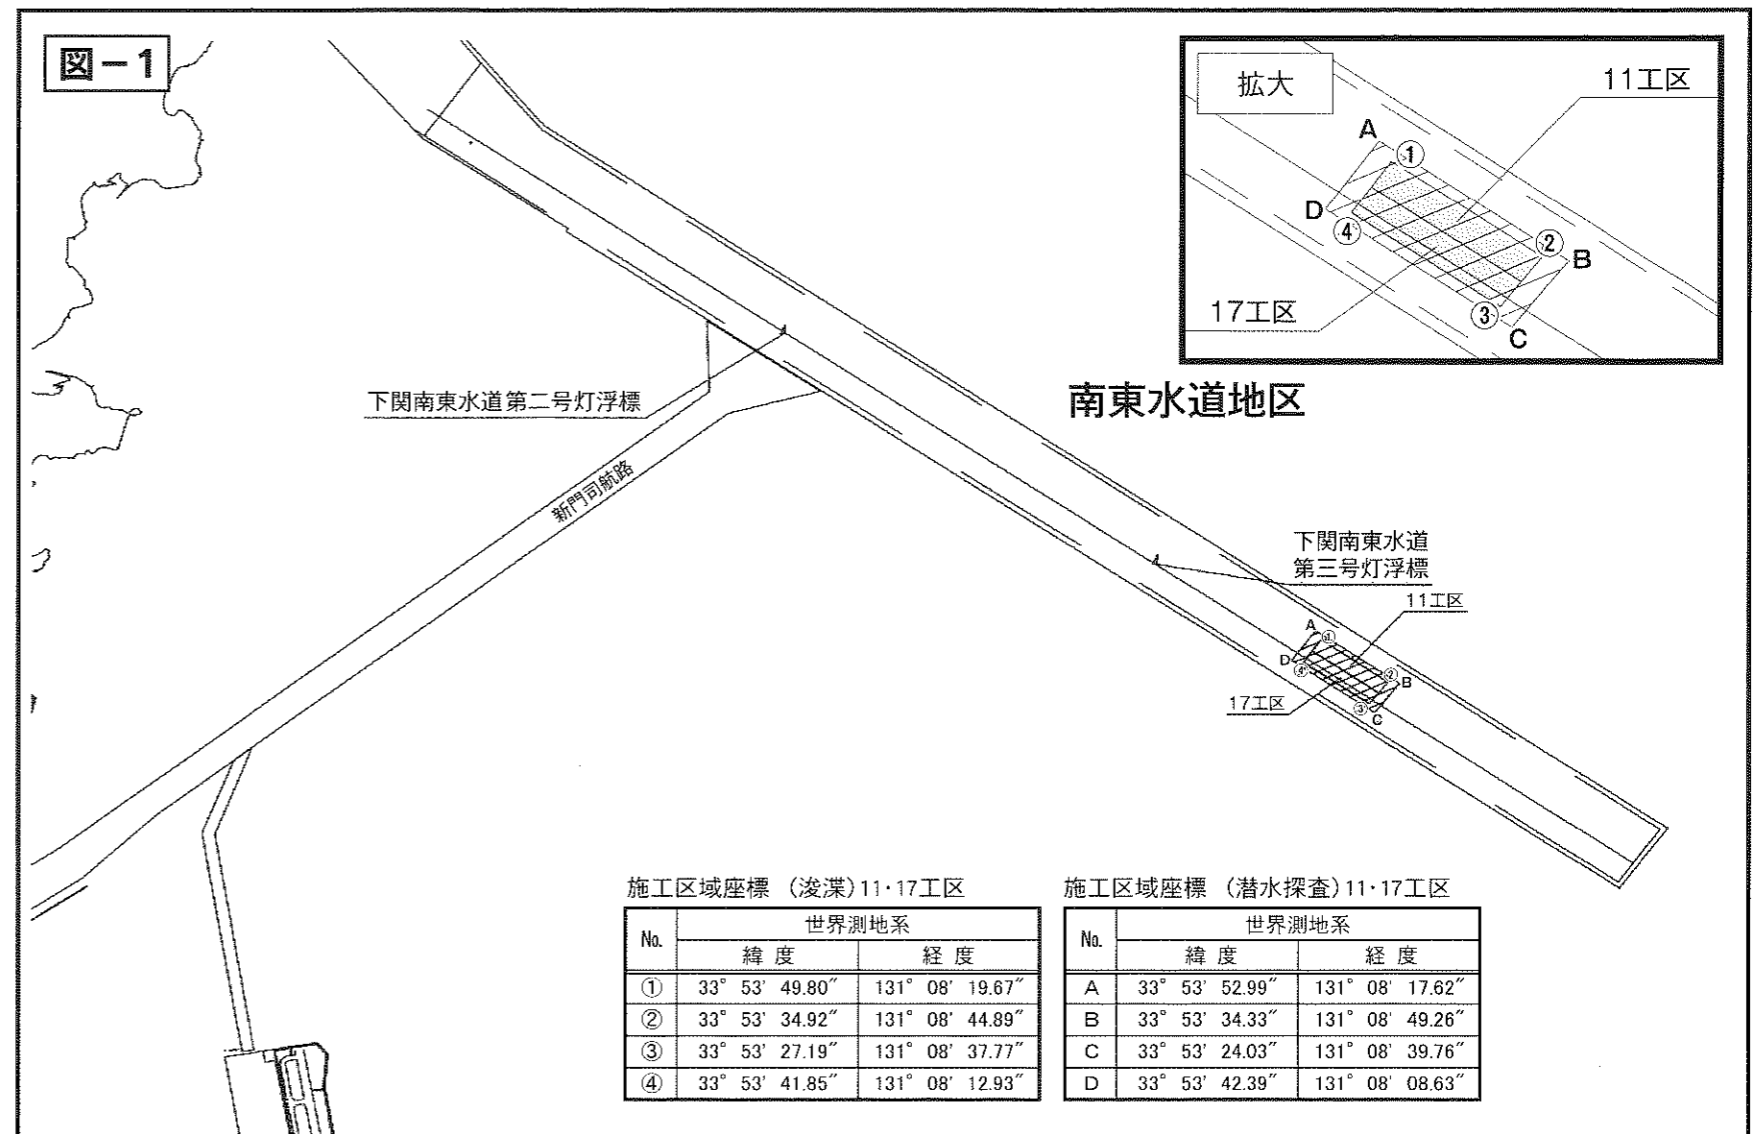 図-1
拡大
11工区
A
①
D
④
②
B
③
17工区
C
南東水道地区
下関南東水道第二号灯浮標
新門司航路
下関南東水道
第三号灯浮標
11工区
A
①
D
④
②
B
17工区
③
C
施工区域座標 (浚渫)11・17工区
No. 世界測地系
緯度 経度
① 33° 53' 49.80" 131° 08' 19.67"
② 33° 53' 34.92" 131° 08' 44.89"
③ 33° 53' 27.19" 131° 08' 37.77"
④ 33° 53' 41.85" 131° 08' 12.93"
施工区域座標 (潜水探査)11・17工区
No. 世界測地系
緯度 経度
A 33° 53' 52.99" 131° 08' 17.62"
B 33° 53' 34.33" 131° 08' 49.26"
C 33° 53' 24.03" 131° 08' 39.76"
D 33° 53' 42.39" 131° 08' 08.63"